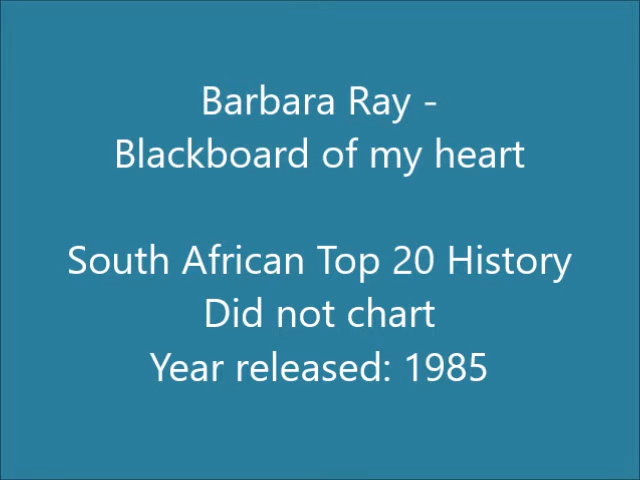 Barbara Ray -
Blackboard of my heart
South African Top 20 History
Did not chart
Year released: 1985